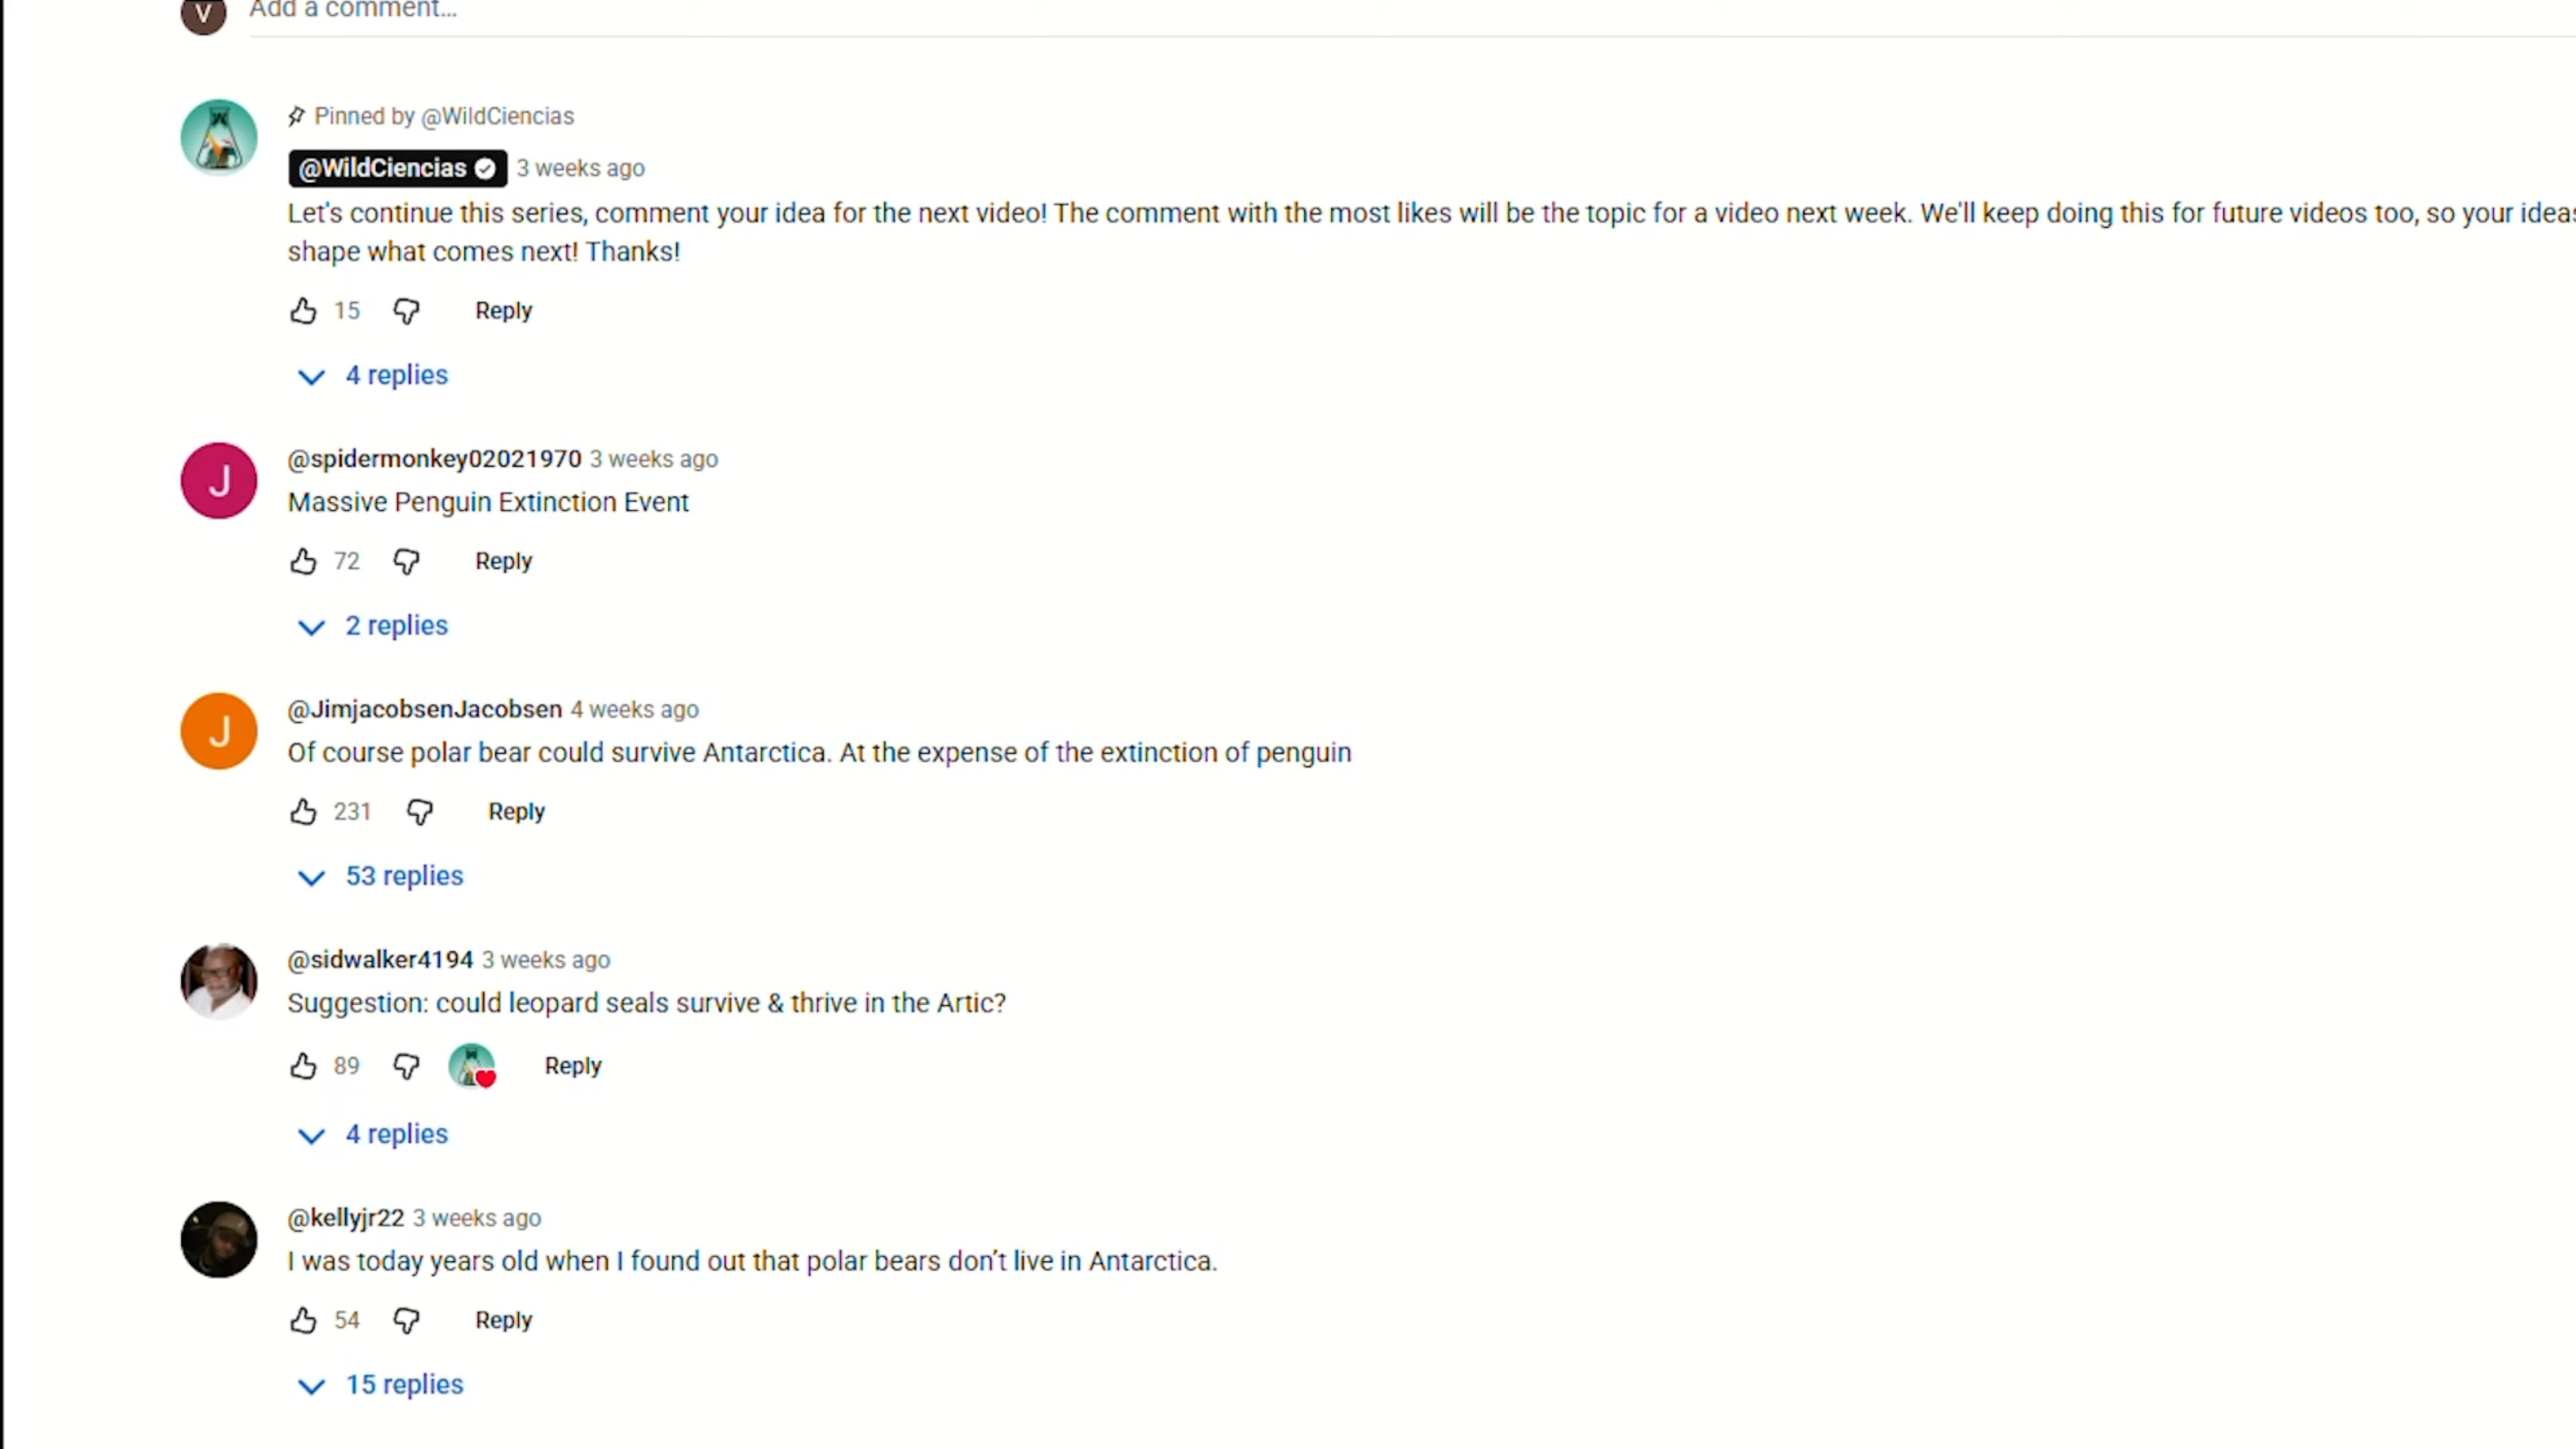 V
Add a comment...
Pinned by @WildCiencias
@WildCiencias 3 weeks ago
Let's continue this series, comment your idea for the next video! The comment with the most likes will be the topic for a video next week. We'll keep doing this for future videos too, so your ideas
shape what comes next! Thanks!
15 Reply
4 replies
J
@spidermonkey02021970 3 weeks ago
Massive Penguin Extinction Event
72 Reply
2 replies
J
@JimjacobsenJacobsen 4 weeks ago
Of course polar bear could survive Antarctica. At the expense of the extinction of penguin
231 Reply
53 replies
@sidwalker4194 3 weeks ago
Suggestion: could leopard seals survive & thrive in the Artic?
89 Reply
4 replies
@kellyjr22 3 weeks ago
I was today years old when I found out that polar bears don’t live in Antarctica.
54 Reply
15 replies